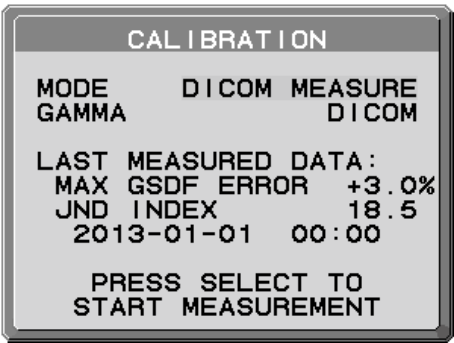 CALIBRATION
MODE DICOM MEASURE
GAMMA DICOM
LAST MEASURED DATA:
MAX GSDF ERROR +3.0%
JND INDEX 18.5
2013-01-01 00:00
PRESS SELECT TO
START MEASUREMENT